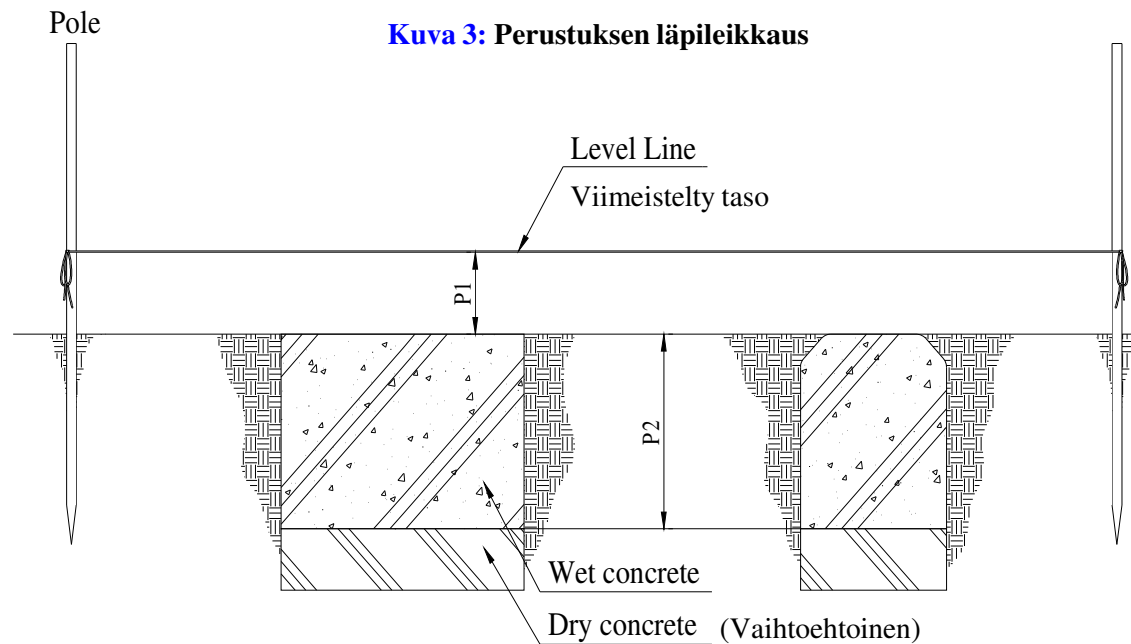 Pole
Kuva 3: Perustuksen läpileikkaus
Level Line
Viimeistelty taso
P1
P2
Wet concrete
Dry concrete (Vaihtoehtoinen)